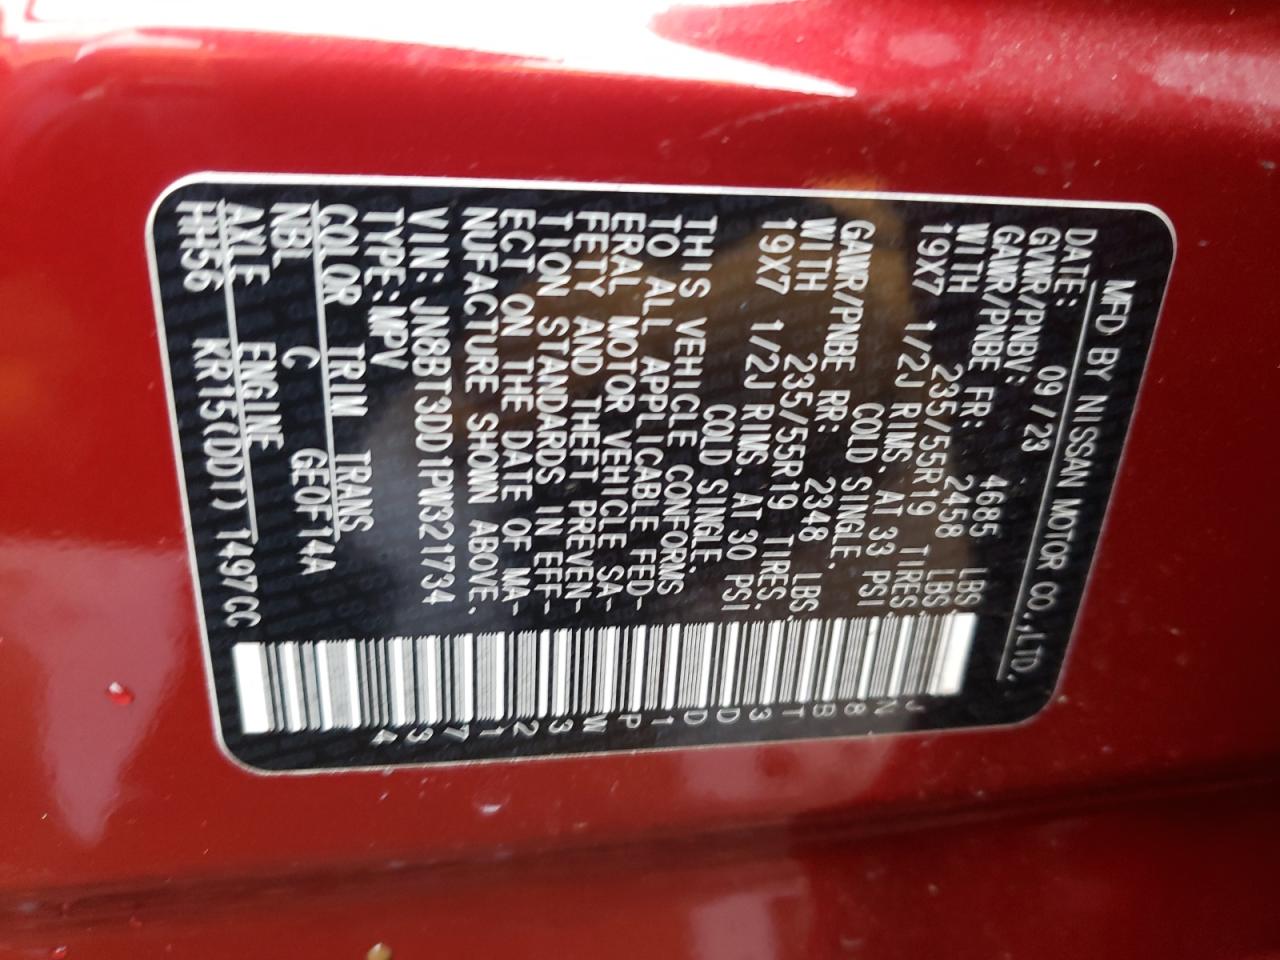 MFD BY NISSAN MOTOR CO.,LTD.
DATE: 09/23
GVWR/PNBV: 4685 LBS
GAWR/PNBE FR: 2458 LBS.
WITH 235/55R19 TIRES.
19X7 1/2J RIMS. AT 33 PSI
COLD SINGLE.
GAWR/PNBE RR: 2348 LBS.
WITH 235/55R19 TIRES.
19X7 1/2J RIMS. AT 30 PSI
COLD SINGLE.
THIS VEHICLE CONFORMS
TO ALL APPLICABLE FED-
ERAL MOTOR VEHICLE SA-
FETY AND THEFT PREVEN-
TION STANDARDS IN EFF-
ECT ON THE DATE OF MA-
NUFACTURE SHOWN ABOVE.
VIN: JN8BT3DD1PW321734
TYPE:MPV
COLOR TRIM TRANS
NBL C GE0F14A
AXLE ENGINE
HH56 KR15(DDT) 1497CC
JN8BT3DD1PW321734